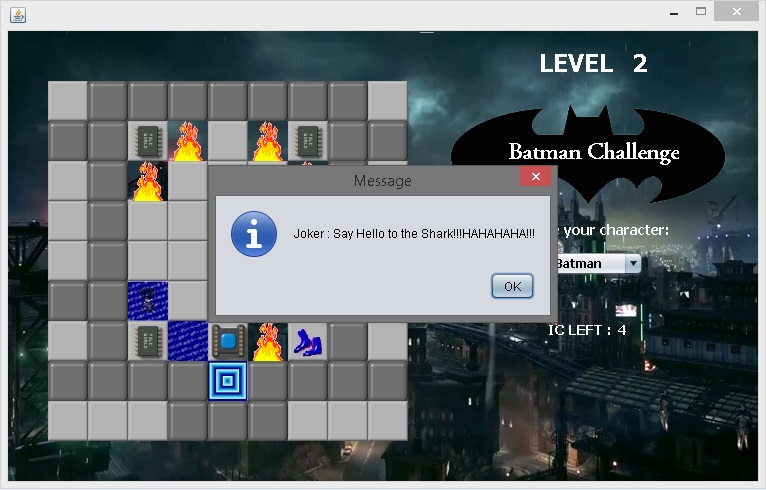 LEVEL 2
Batman Challenge
Message
Joker : Say Hello to the Shark!!!HAHAHAHA!!!
e your character:
Batman
OK
IC LEFT : 4